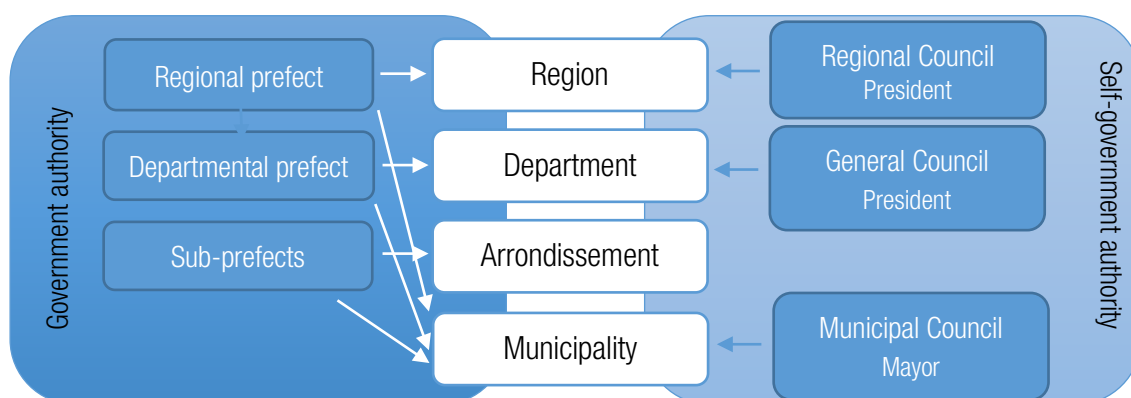 Government authority
Regional prefect
Departmental prefect
Sub-prefects
Region
Department
Arrondissement
Municipality
Regional Council
President
General Council
President
Municipal Council
Mayor
Self-government authority